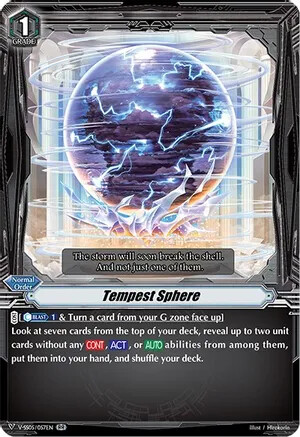 1
GRADE
The storm will soon break the shell.
And not just one of them.
Normal
Order
Tempest Sphere
BLAST 1 & Turn a card from your G zone face up]
Look at seven cards from the top of your deck, reveal up to two unit
cards without any CONT, ACT, or AUTO abilities from among them,
put them into your hand, and shuffle your deck.
V-SS05/057EN RR
Illust / Hirokorin